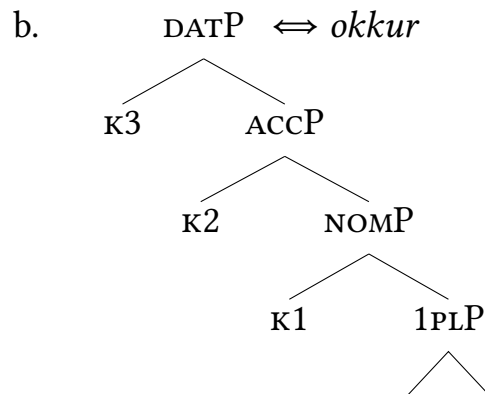 b. DATP ⇔ okkur
K3 ACCP
K2 NOMP
K1 1PLP